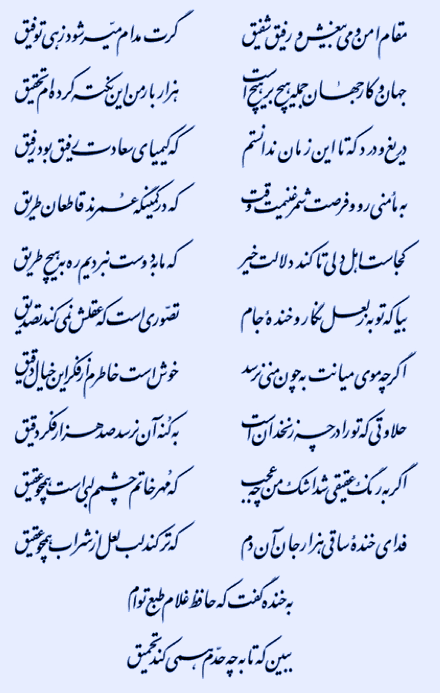 مقام امن و می بیغش و رفیق شفیق
گرت مدام میسر شود زهی توفیق
جهان و کار جهان جمله هیچ بر هیچ است
هزار بار من این نکته کرده‌ام تحقیق
دریغ و درد که تا این زمان ندانستم
که کیمیای سعادت رفیق بود رفیق
به مأمنی رو و فرصت شمر غنیمت وقت
که در کمینگه عمرند قاطعان طریق
کجاست اهل دلی تا کند دلالت خیر
که ما به دوست نبردیم ره به هیچ طریق
بیا که توبه ز لعل نگار و خنده جام
تصوری است که عقلش نمی‌کند تصدیق
اگرچه موی میانت به چون منی نرسد
خوش است خاطرم از فکر این خیال دقیق
حلاوتی که تو را در چه زنخدان است
به کنه آن نرسد صد هزار فکر دقیق
اگر به رنگ عقیقی شد اشک من چه عجب
که مهر خاتم چشم لبی است همچو عقیق
فدای خندهٔ ساقی هزار جان آن دم
که تر کند لب لعل از شراب همچو عقیق
به خنده گفت که حافظ غلام طبع توام
ببین که تا به چه حدم همی‌کند تحمیق